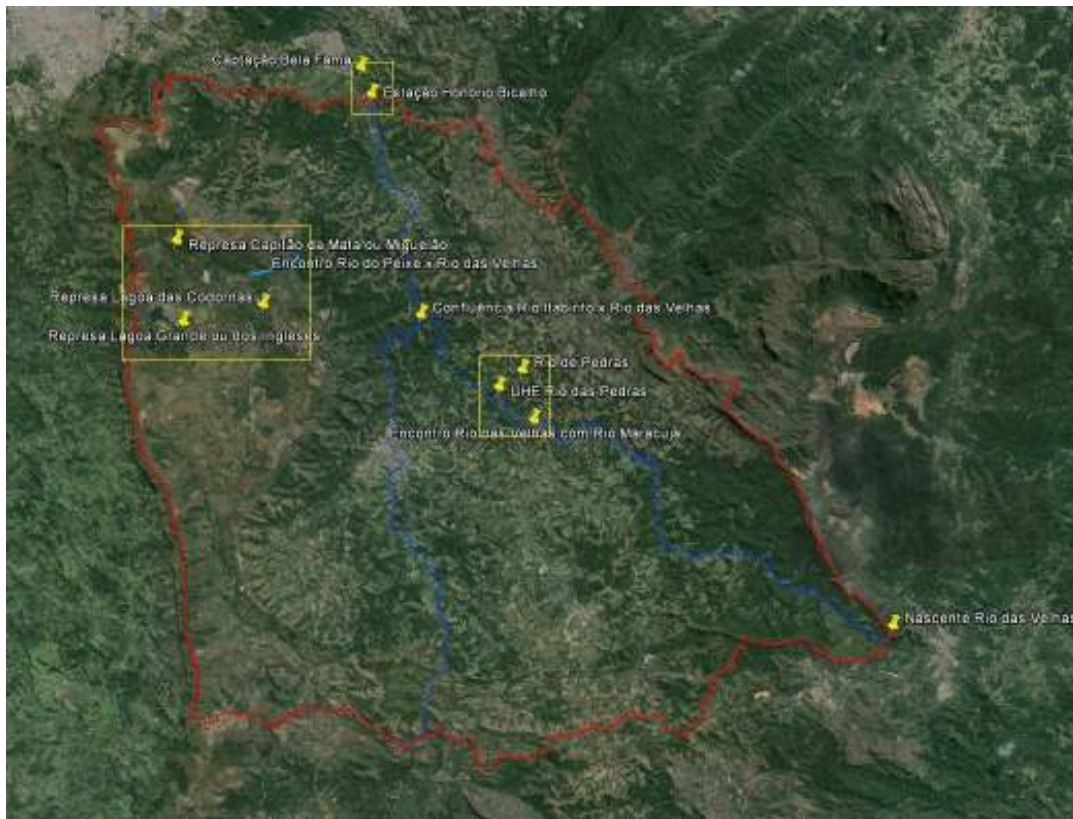 Captação Bela Fama
Estação Honório Bicalho
Represa Capitão da Mata ou Miguelão
Encontro Rio do Peixe x Rio das Velhas
Represa Lagoa das Codornas
Confluência Rio Itabirito x Rio das Velhas
Represa Lagoa Grande ou dos Ingleses
Rio de Pedras
UHE Rio das Pedras
Encontro Rio das Velhas com Rio Maracujá
Nascente Rio das Velhas